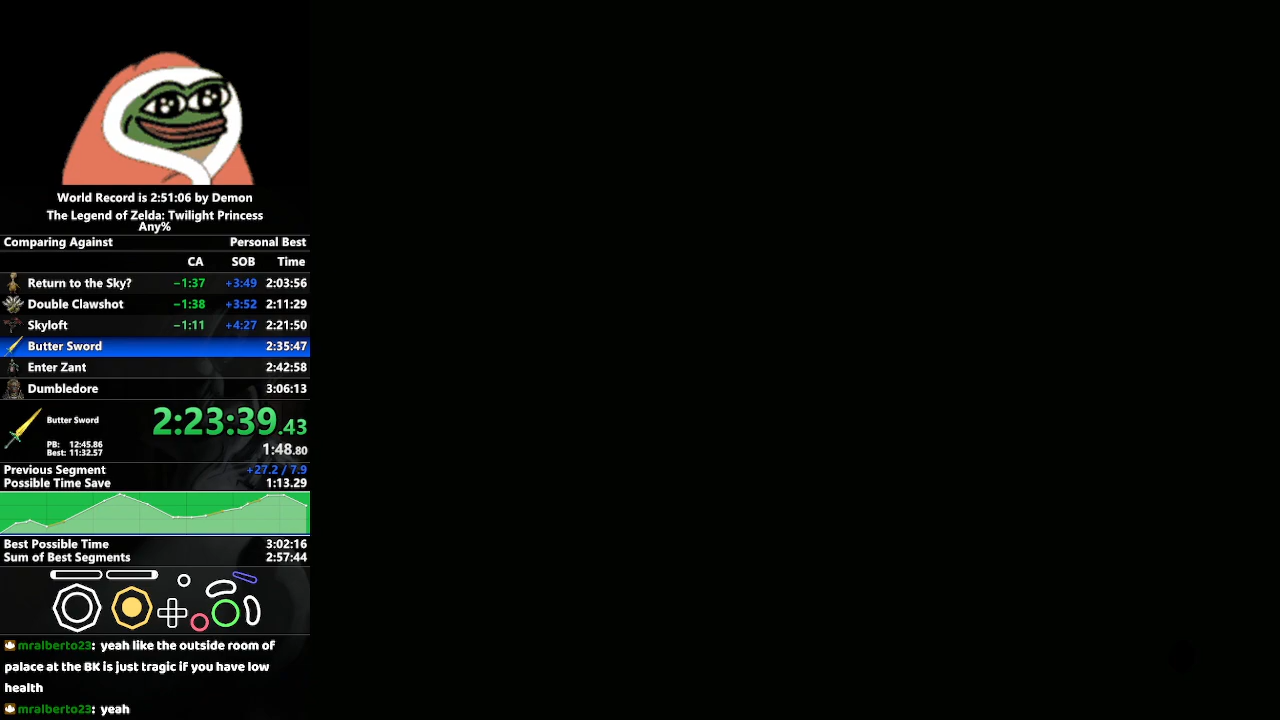 World Record is 2:51:06 by Demon
The Legend of Zelda: Twilight Princess
Any%
Comparing Against Personal Best
CA SOB Time
Return to the Sky? −1:37 +3:49 2:03:56
Double Clawshot −1:38 +3:52 2:11:29
Skyloft −1:11 +4:27 2:21:50
Butter Sword 2:35:47
Enter Zant 2:42:58
Dumbledore 3:06:13
Butter Sword 2:23:39.43
PB: 12:45.86 1:48.80
Best: 11:32.57
Previous Segment +27.2 / 7.9
Possible Time Save 1:13.29
Best Possible Time 3:02:16
Sum of Best Segments 2:57:44
mralberto23: yeah like the outside room of
palace at the BK is just tragic if you have low
health
mralberto23: yeah